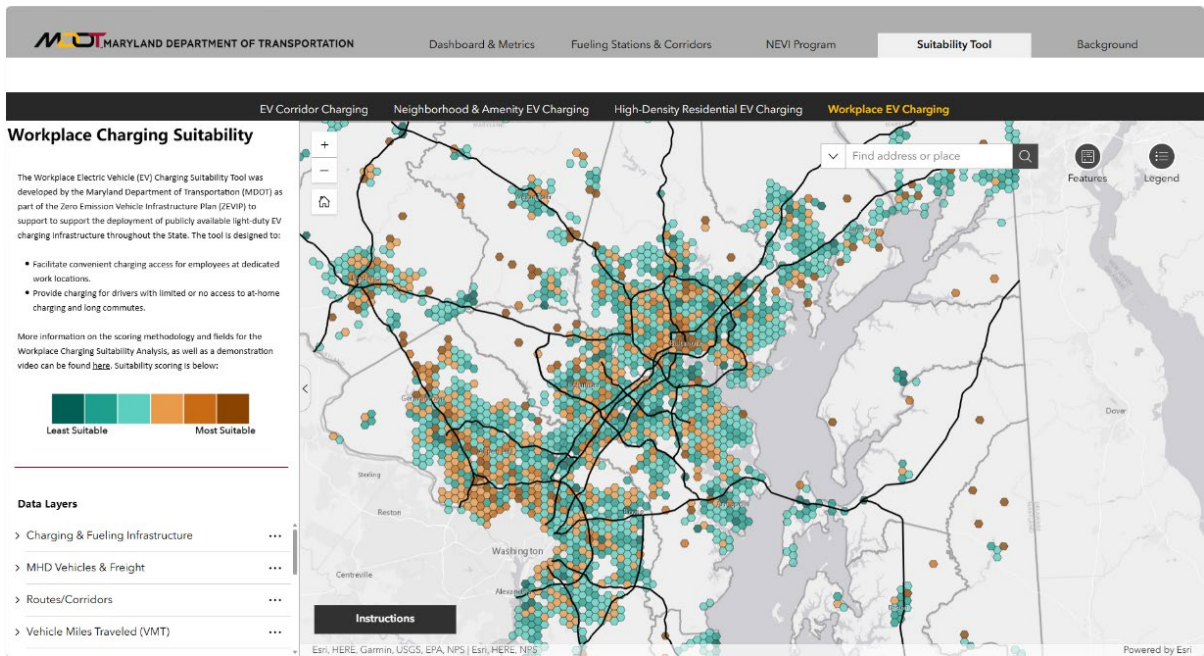 MDOT MARYLAND DEPARTMENT OF TRANSPORTATION
Dashboard & Metrics
Fueling Stations & Corridors
NEVI Program
Suitability Tool
Background
EV Corridor Charging
Neighborhood & Amenity EV Charging
High-Density Residential EV Charging
Workplace EV Charging
Workplace Charging Suitability
The Workplace Electric Vehicle (EV) Charging Suitability Tool was
developed by the Maryland Department of Transportation (MDOT) as
part of the Zero Emission Vehicle Infrastructure Plan (ZEVIP) to
support to support the deployment of publicly available light-duty EV
charging infrastructure throughout the State. The tool is designed to:
• Facilitate convenient charging access for employees at dedicated
work locations.
• Provide charging for drivers with limited or no access to at-home
charging and long commutes.
More information on the scoring methodology and fields for the
Workplace Charging Suitability Analysis, as well as a demonstration
video can be found here. Suitability scoring is below:
Least Suitable
Most Suitable
Data Layers
Charging & Fueling Infrastructure
MHD Vehicles & Freight
Routes/Corridors
Vehicle Miles Traveled (VMT)
+
−
Find address or place
Features
Legend
Sterling
Reston
Washington
Centreville
Dover
Instructions
Esri, HERE, Garmin, USGS, EPA, NPS | Esri, HERE, NPS
Powered by Esri